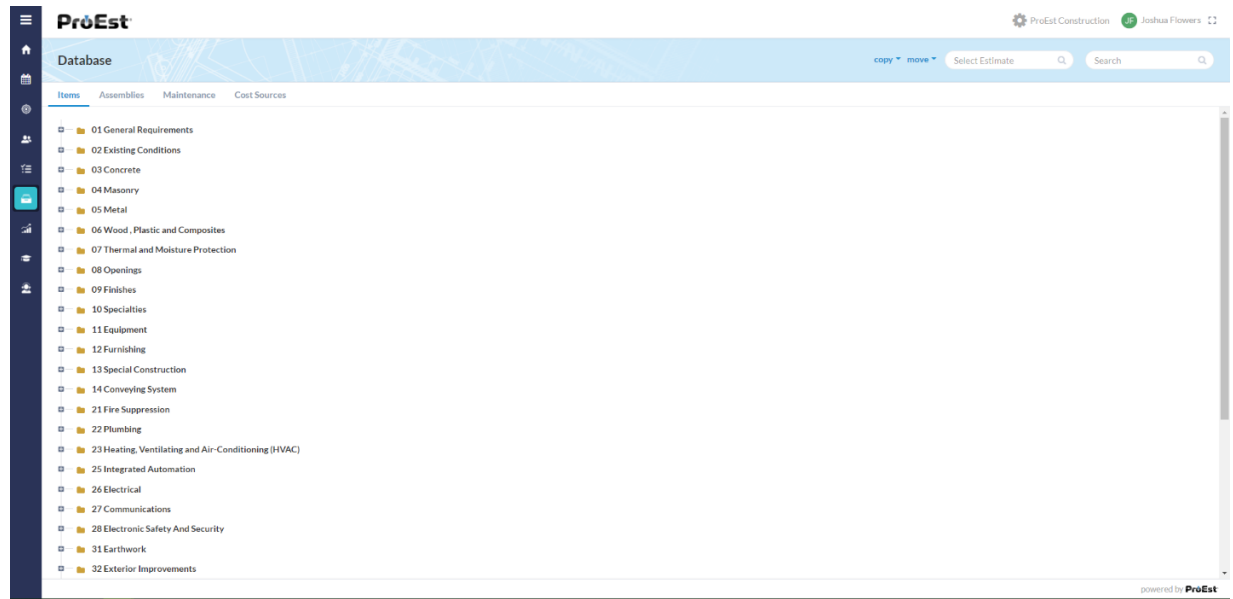 ProEst
ProEst Construction JF Joshua Flowers
Database
copy move Select Estimate Search
Items Assemblies Maintenance Cost Sources
01 General Requirements
02 Existing Conditions
03 Concrete
04 Masonry
05 Metal
06 Wood , Plastic and Composites
07 Thermal and Moisture Protection
08 Openings
09 Finishes
10 Specialties
11 Equipment
12 Furnishing
13 Special Construction
14 Conveying System
21 Fire Suppression
22 Plumbing
23 Heating, Ventilating and Air-Conditioning (HVAC)
25 Integrated Automation
26 Electrical
27 Communications
28 Electronic Safety And Security
31 Earthwork
32 Exterior Improvements
powered by ProEst